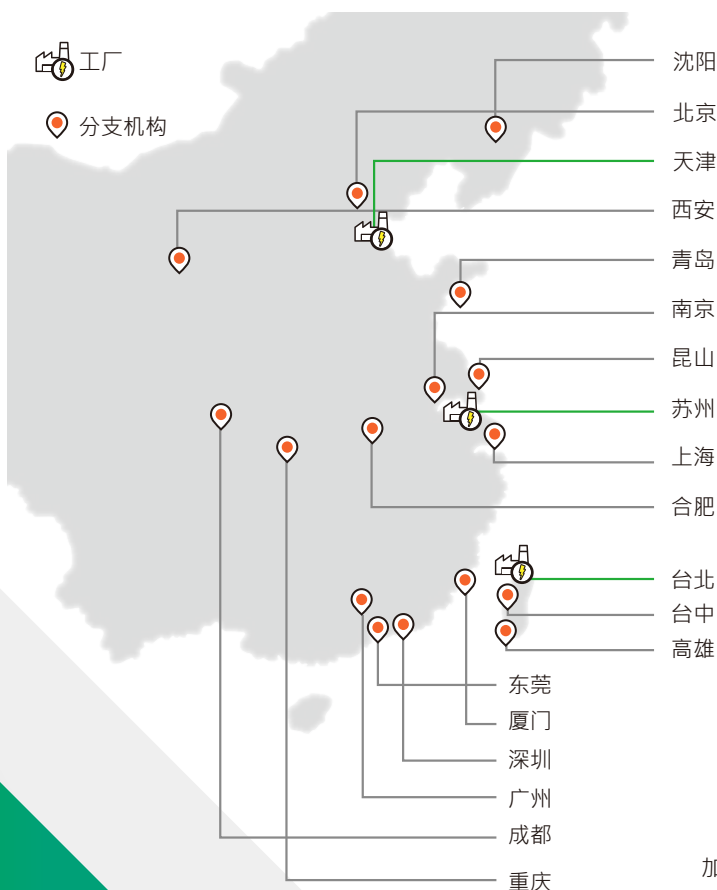 工厂
分支机构
沈阳
北京
天津
西安
青岛
南京
昆山
苏州
上海
合肥
台北
台中
高雄
东莞
厦门
深圳
广州
成都
重庆